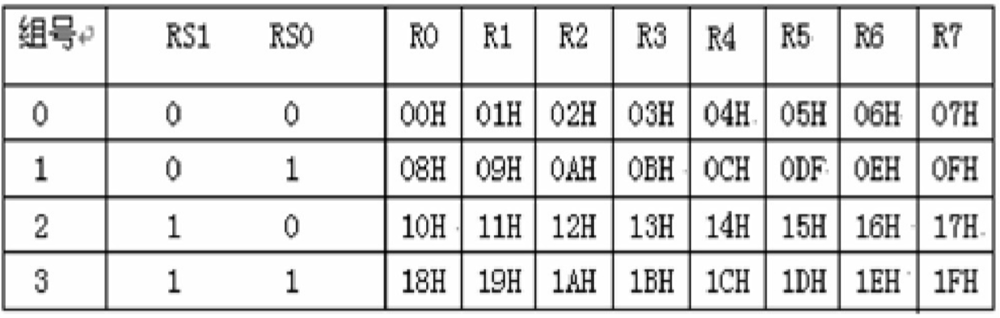 组号 RS1 RS0 R0 R1 R2 R3 R4 R5 R6 R7
0 0 0 00H 01H 02H 03H 04H 05H 06H 07H
1 0 1 08H 09H 0AH 0BH 0CH 0DF 0EH 0FH
2 1 0 10H 11H 12H 13H 14H 15H 16H 17H
3 1 1 18H 19H 1AH 1BH 1CH 1DH 1EH 1FH